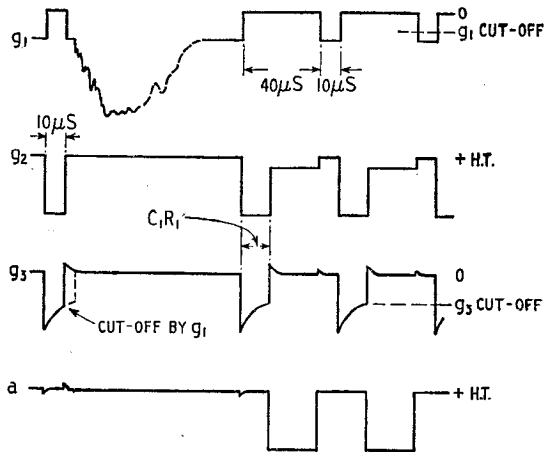 g₁
0
g₁ CUT-OFF
40μS
10μS
10μS
g₂
+ H.T.
C₁R₁
g₃
0
g₃ CUT-OFF
CUT-OFF BY g₁
a
+ H.T.